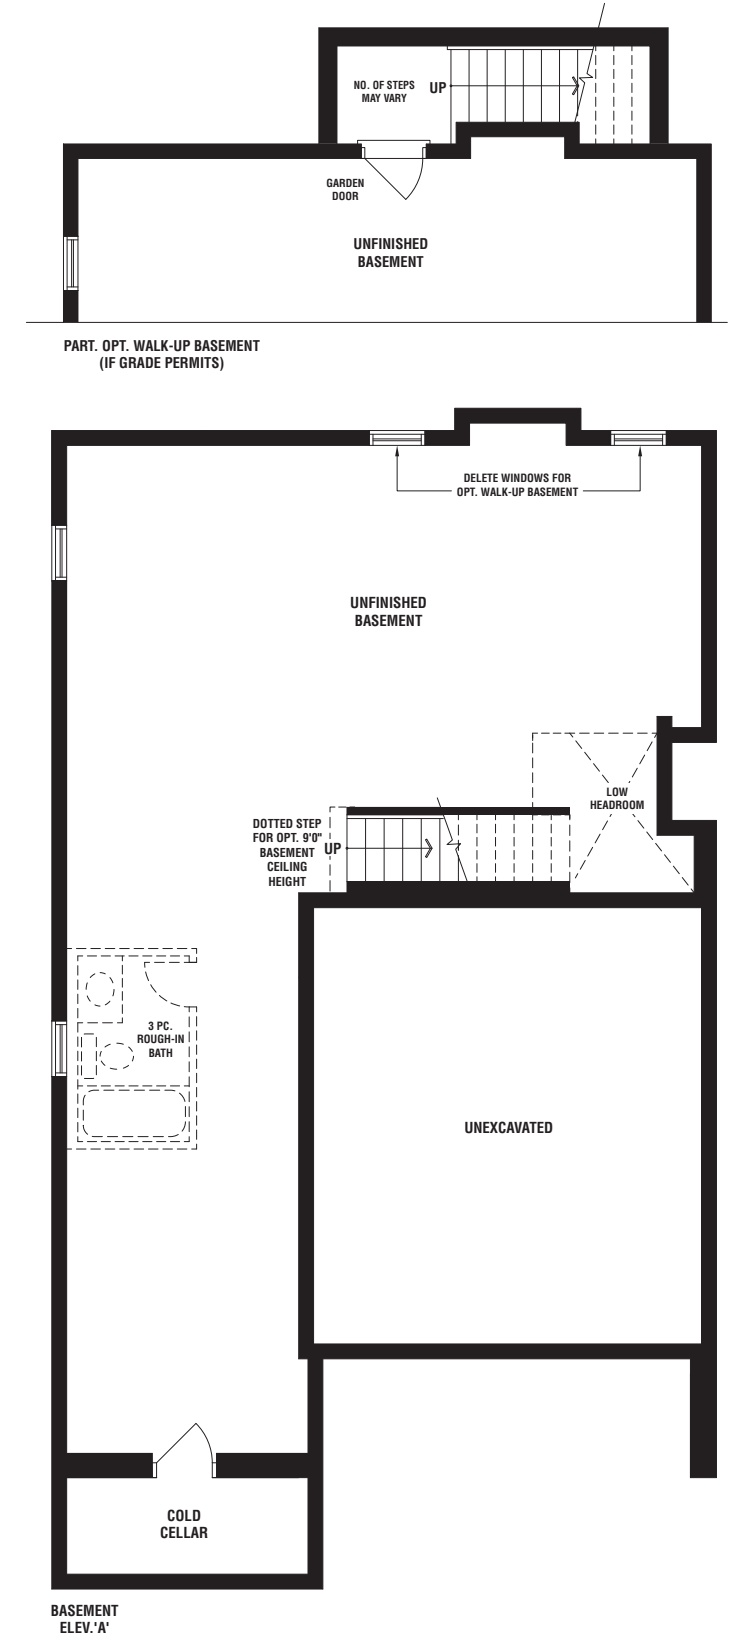 NO. OF STEPS
MAY VARY
UP
GARDEN
DOOR
UNFINISHED
BASEMENT
PART. OPT. WALK-UP BASEMENT
(IF GRADE PERMITS)
DELETE WINDOWS FOR
OPT. WALK-UP BASEMENT
UNFINISHED
BASEMENT
LOW
HEADROOM
DOTTED STEP
FOR OPT. 9'0"
BASEMENT
CEILING
HEIGHT
UP
3 PC.
ROUGH-IN
BATH
UNEXCAVATED
COLD
CELLAR
BASEMENT
ELEV.'A'